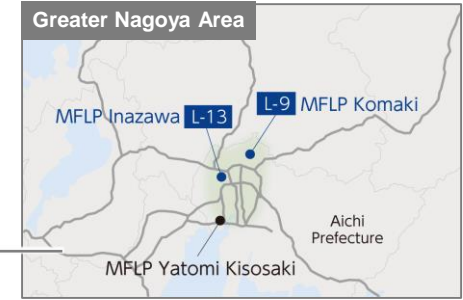 Greater Nagoya Area
MFLP Inazawa L-13
L-9 MFLP Komaki
Aichi
Prefecture
MFLP Yatomi Kisosaki